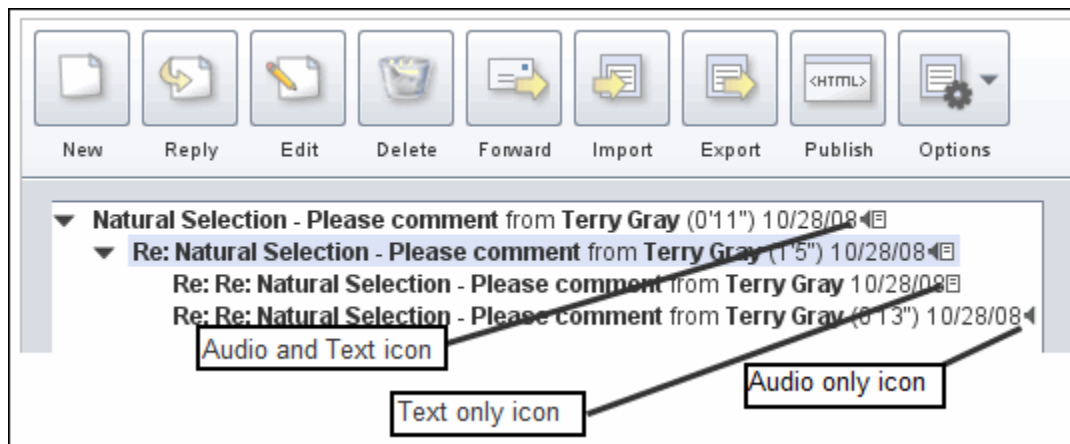 <HTML>
New Reply Edit Delete Forward Import Export Publish Options
Natural Selection - Please comment from Terry Gray (0'11") 10/28/08
Re: Natural Selection - Please comment from Terry Gray (1'5") 10/28/08
Re: Re: Natural Selection - Please comment from Terry Gray 10/28/08
Re: Re: Natural Selection - Please comment from Terry Gray (0'13") 10/28/08
Audio and Text icon
Audio only icon
Text only icon